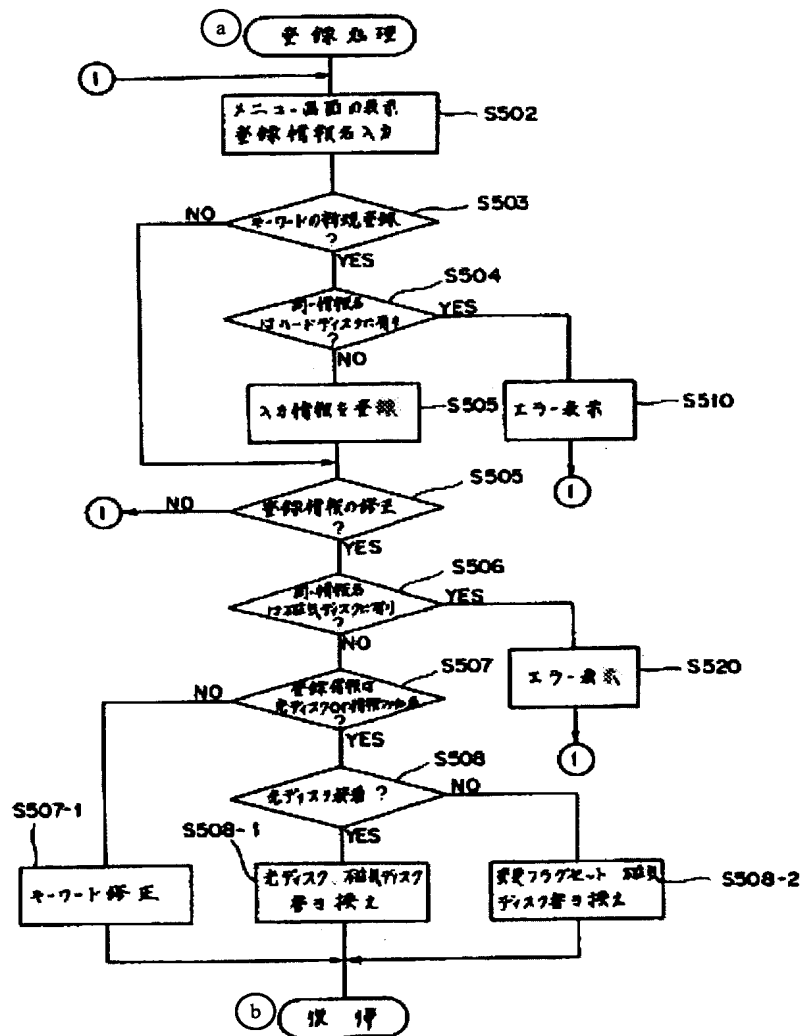 a
登録処理
1
メニュー画面の表示
登録情報名入力
S502
キーワードの新規登録
?
S503
NO
YES
同一情報名
はハードディスクに有り
?
S504
YES
NO
入力情報を登録
S505
エラー表示
S510
1
登録情報の修正
?
S505
NO
1
YES
同一情報名
は磁気ディスクに有り
?
S506
YES
NO
エラー表示
S520
1
登録情報は
光ディスクor情報ファイル名
?
S507
NO
YES
光ディスク装着?
S508
NO
YES
S507-1
キーワード修正
S508-1
光ディスク、磁気ディスク
書き換え
変更フラグセット 磁気
ディスク書き換え
S508-2
b
復帰